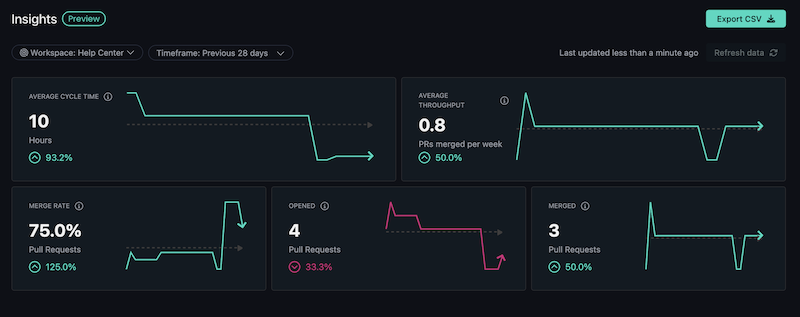 Insights Preview
Export CSV
Workspace: Help Center
Timeframe: Previous 28 days
Last updated less than a minute ago
Refresh data
AVERAGE CYCLE TIME
10
Hours
93.2%
AVERAGE
THROUGHPUT
0.8
PRs merged per week
50.0%
MERGE RATE
75.0%
Pull Requests
125.0%
OPENED
4
Pull Requests
33.3%
MERGED
3
Pull Requests
50.0%